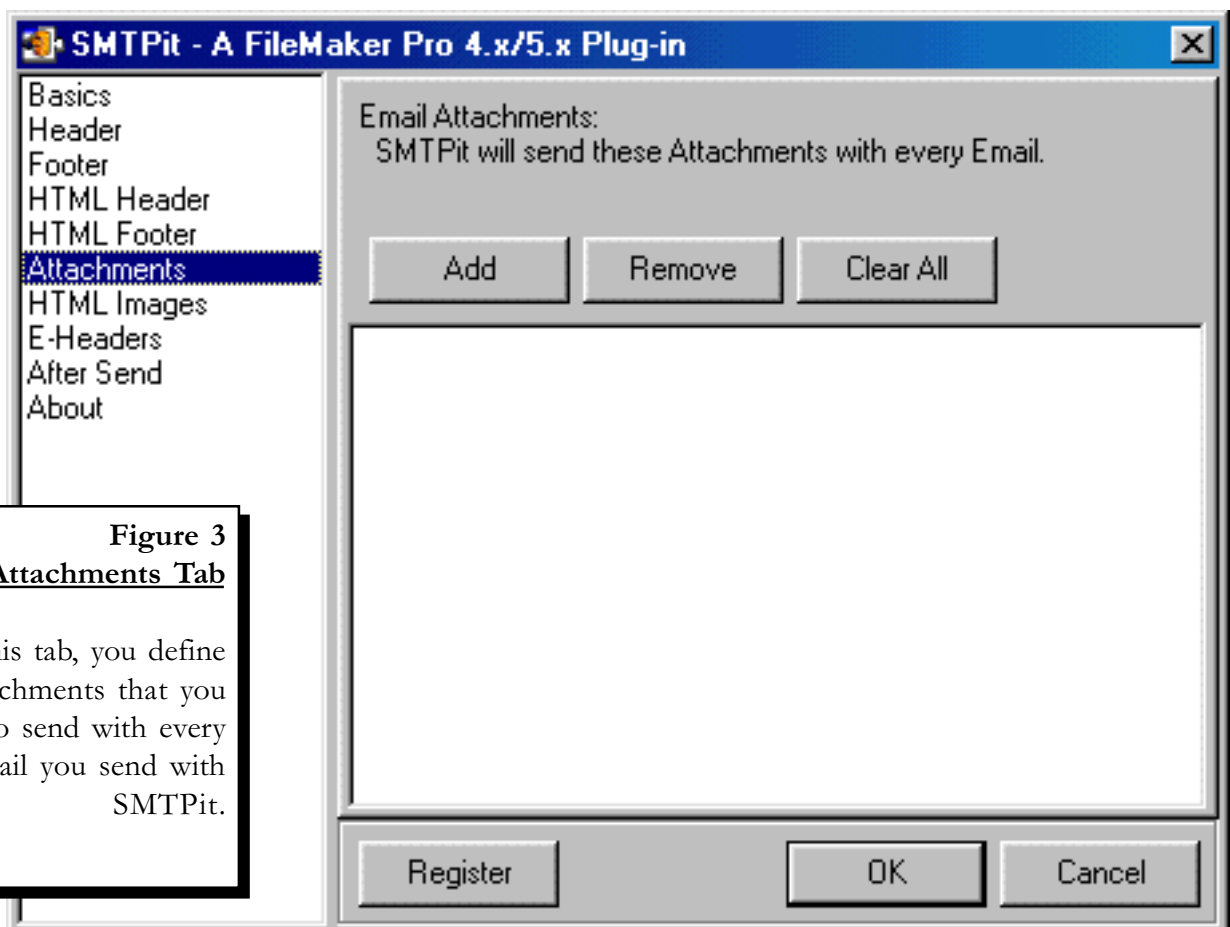 SMTPit - A FileMaker Pro 4.x/5.x Plug-in
Basics
Header
Footer
HTML Header
HTML Footer
Attachments
HTML Images
E-Headers
After Send
About
Email Attachments:
SMTPit will send these Attachments with every Email.
Add
Remove
Clear All
Figure 3
Attachments Tab
tab, you define
that you
send with every
you send with
SMTPit.
Register
OK
Cancel